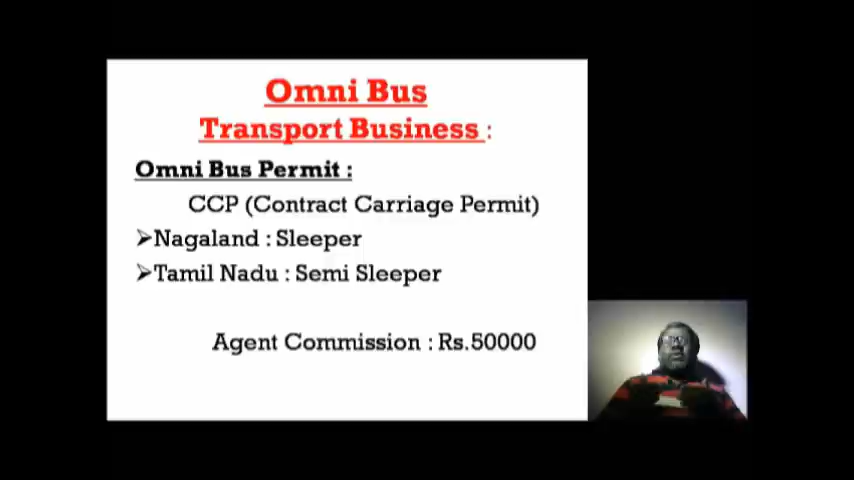 Omni Bus
Transport Business :
Omni Bus Permit :
CCP (Contract Carriage Permit)
➢Nagaland : Sleeper
➢Tamil Nadu : Semi Sleeper
Agent Commission : Rs.50000